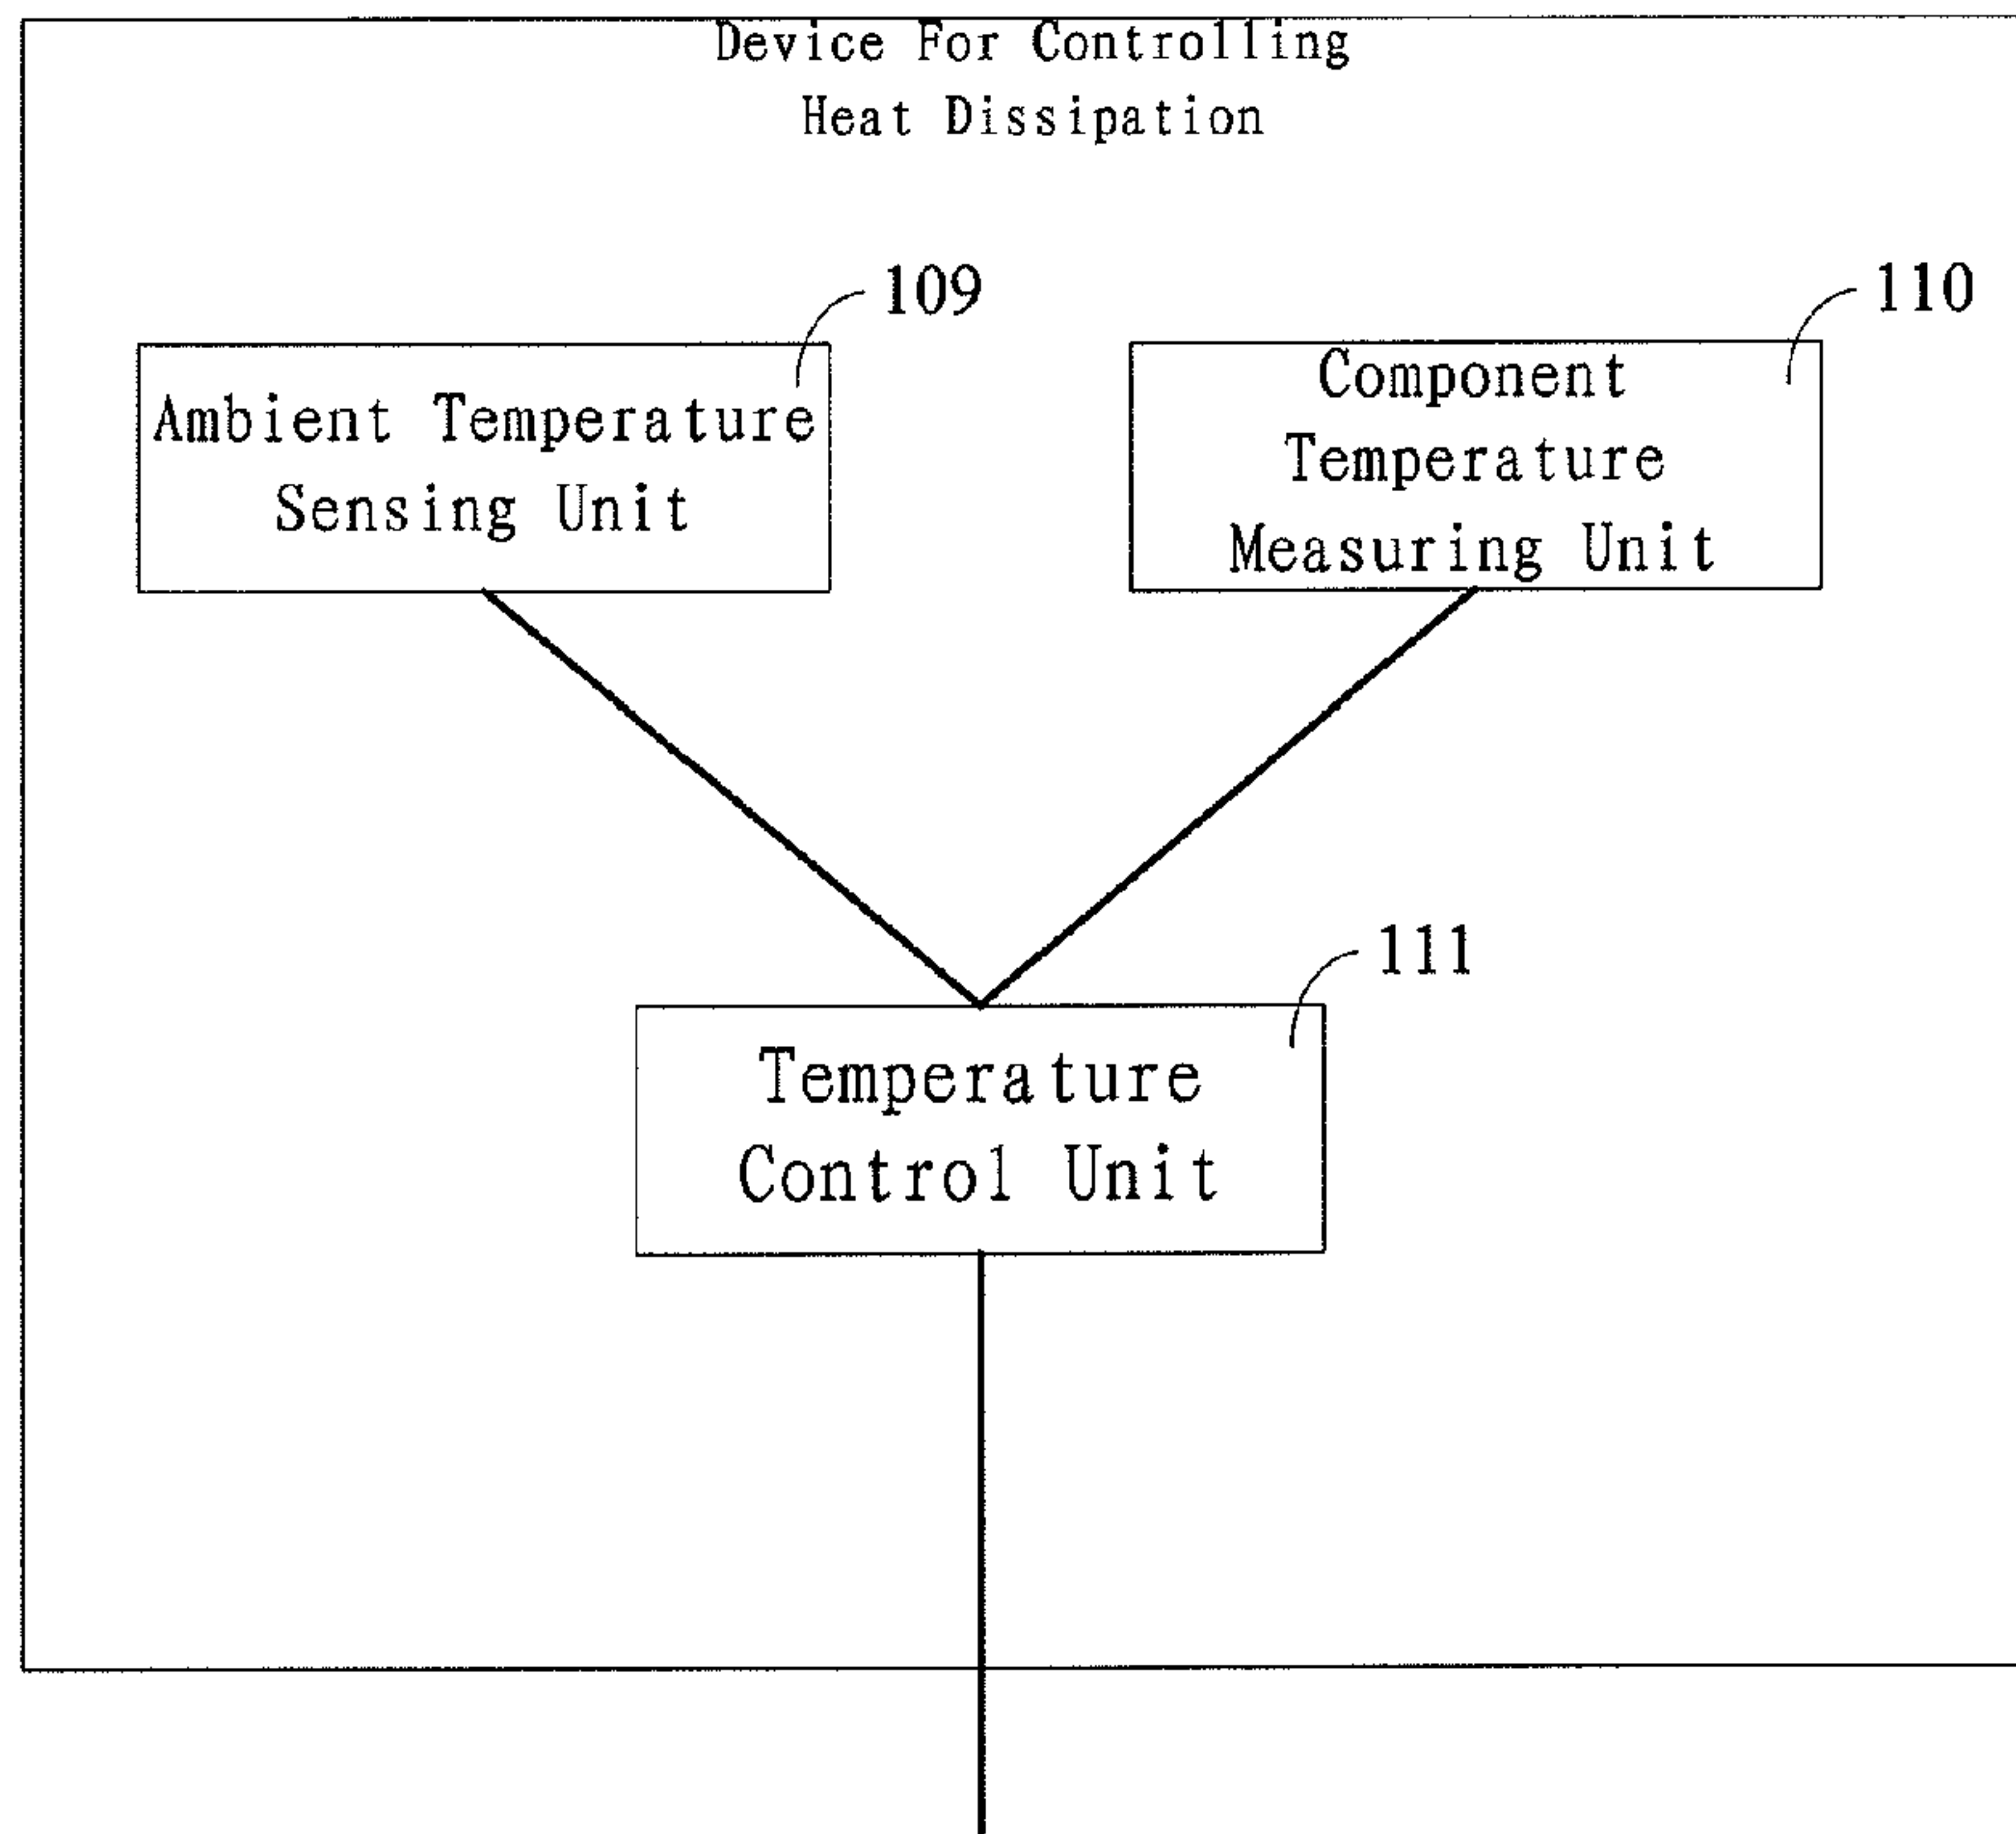 Device For Controlling
Heat Dissipation
109
110
Ambient Temperature
Sensing Unit
Component
Temperature
Measuring Unit
111
Temperature
Control Unit